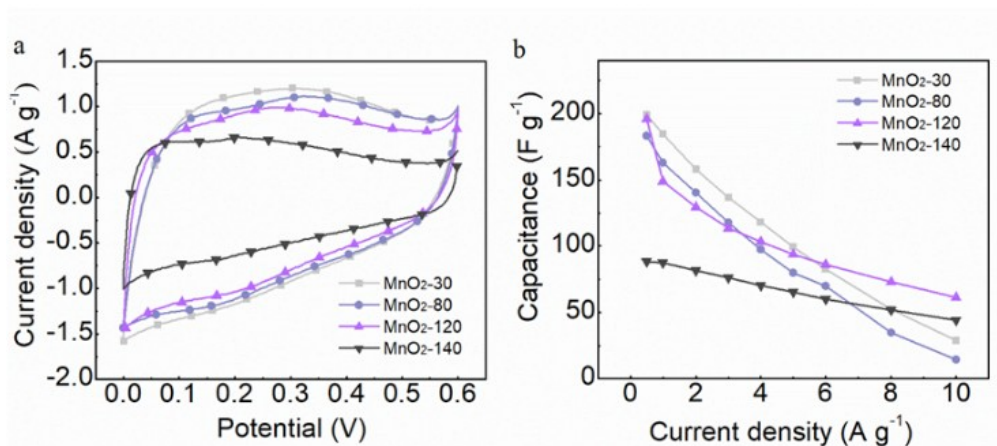 a
1.5
1.0
0.5
0.0
-0.5
-1.0
-1.5
-2.0
Current density (A g⁻¹)
MnO₂-30
MnO₂-80
MnO₂-120
MnO₂-140
0.0 0.1 0.2 0.3 0.4 0.5 0.6
Potential (V)
b
200
150
100
50
0
Capacitance (F g⁻¹)
MnO₂-30
MnO₂-80
MnO₂-120
MnO₂-140
0 2 4 6 8 10
Current density (A g⁻¹)